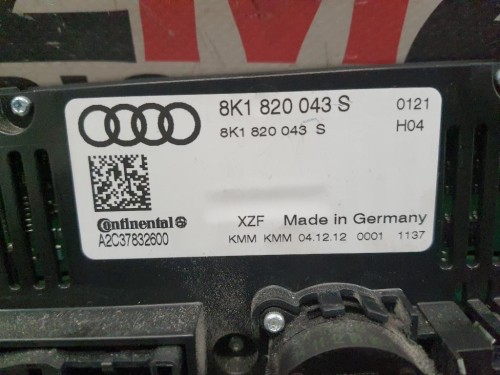 8K1 820 043 S 0121
8K1 820 043 S H04
Continental
A2C37832600
XZF Made in Germany
KMM KMM 04.12.12 0001 1137